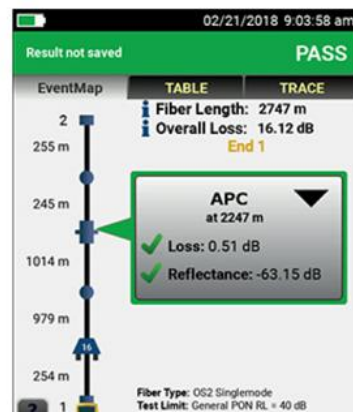 02/21/2018 9:03:58 am
Result not saved
PASS
EventMap
TABLE
TRACE
Fiber Length: 2747 m
Overall Loss: 16.12 dB
End 1
2
255 m
245 m
APC
at 2247 m
Loss: 0.51 dB
Reflectance: -63.15 dB
1014 m
979 m
16
254 m
1
Fiber Type: OS2 Singlemode
Test Limit: General PON RL = 40 dB